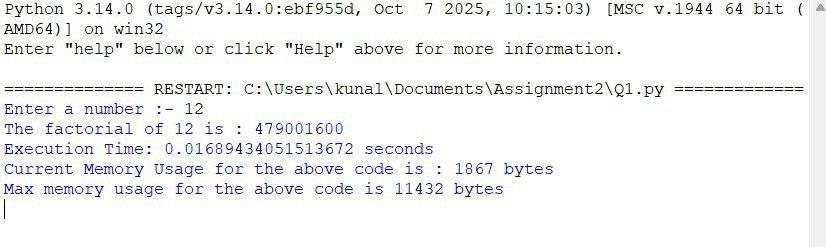 Python 3.14.0 (tags/v3.14.0:ebf955d, Oct  7 2025, 10:15:03) [MSC v.1944 64 bit (
AMD64)] on win32
Enter "help" below or click "Help" above for more information.
============== RESTART: C:\Users\kunal\Documents\Assignment2\Q1.py =============
Enter a number :- 12
The factorial of 12 is : 479001600
Execution Time: 0.01689434051513672 seconds
Current Memory Usage for the above code is : 1867 bytes
Max memory usage for the above code is 11432 bytes